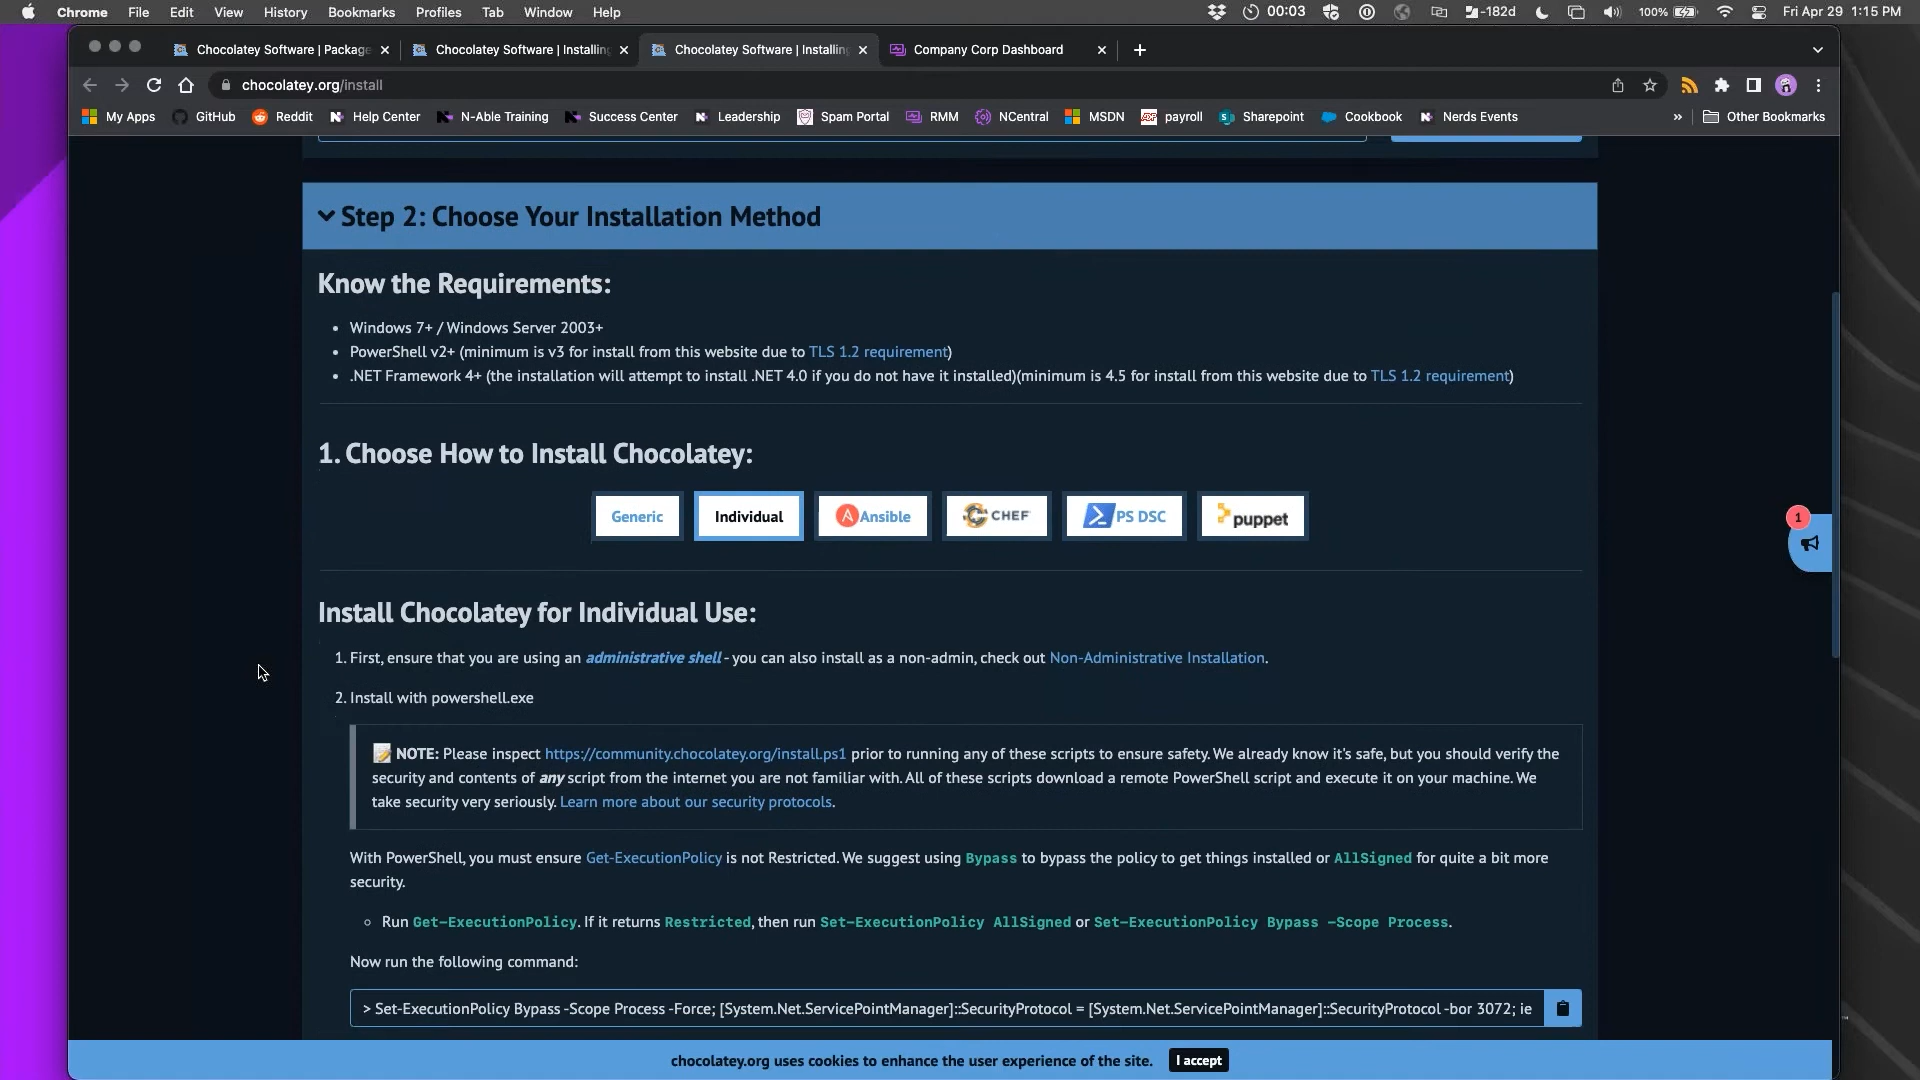 Chrome File Edit View History Bookmarks Profiles Tab Window Help 00:03 -182d 100% Fri Apr 29 1:15 PM
Chocolatey Software | Package Chocolatey Software | Installing Chocolatey Software | Installing Company Corp Dashboard
chocolatey.org/install
My Apps GitHub Reddit Help Center N-Able Training Success Center Leadership Spam Portal RMM NCentral MSDN payroll Sharepoint Cookbook Nerds Events » Other Bookmarks
Step 2: Choose Your Installation Method
Know the Requirements:
• Windows 7+ / Windows Server 2003+
• PowerShell v2+ (minimum is v3 for install from this website due to TLS 1.2 requirement)
• .NET Framework 4+ (the installation will attempt to install .NET 4.0 if you do not have it installed)(minimum is 4.5 for install from this website due to TLS 1.2 requirement)
1. Choose How to Install Chocolatey:
Generic Individual Ansible CHEF PS DSC puppet
1
Install Chocolatey for Individual Use:
1. First, ensure that you are using an administrative shell - you can also install as a non-admin, check out Non-Administrative Installation.
2. Install with powershell.exe
NOTE: Please inspect https://community.chocolatey.org/install.ps1 prior to running any of these scripts to ensure safety. We already know it's safe, but you should verify the
security and contents of any script from the internet you are not familiar with. All of these scripts download a remote PowerShell script and execute it on your machine. We
take security very seriously. Learn more about our security protocols.
With PowerShell, you must ensure Get-ExecutionPolicy is not Restricted. We suggest using Bypass to bypass the policy to get things installed or AllSigned for quite a bit more
security.
Run Get-ExecutionPolicy. If it returns Restricted, then run Set-ExecutionPolicy AllSigned or Set-ExecutionPolicy Bypass -Scope Process.
Now run the following command:
> Set-ExecutionPolicy Bypass -Scope Process -Force; [System.Net.ServicePointManager]::SecurityProtocol = [System.Net.ServicePointManager]::SecurityProtocol -bor 3072; ie
chocolatey.org uses cookies to enhance the user experience of the site. I accept